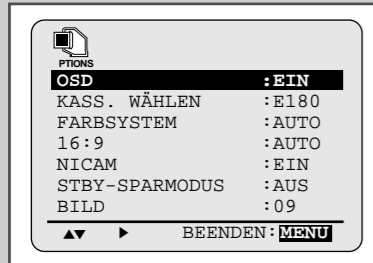 PTIONS
OSD :EIN
KASS. WÄHLEN :E180
FARBSYSTEM :AUTO
16:9 :AUTO
NICAM :EIN
STBY-SPARMODUS :AUS
BILD :09
▲▼ ▶ BEENDEN:MENU